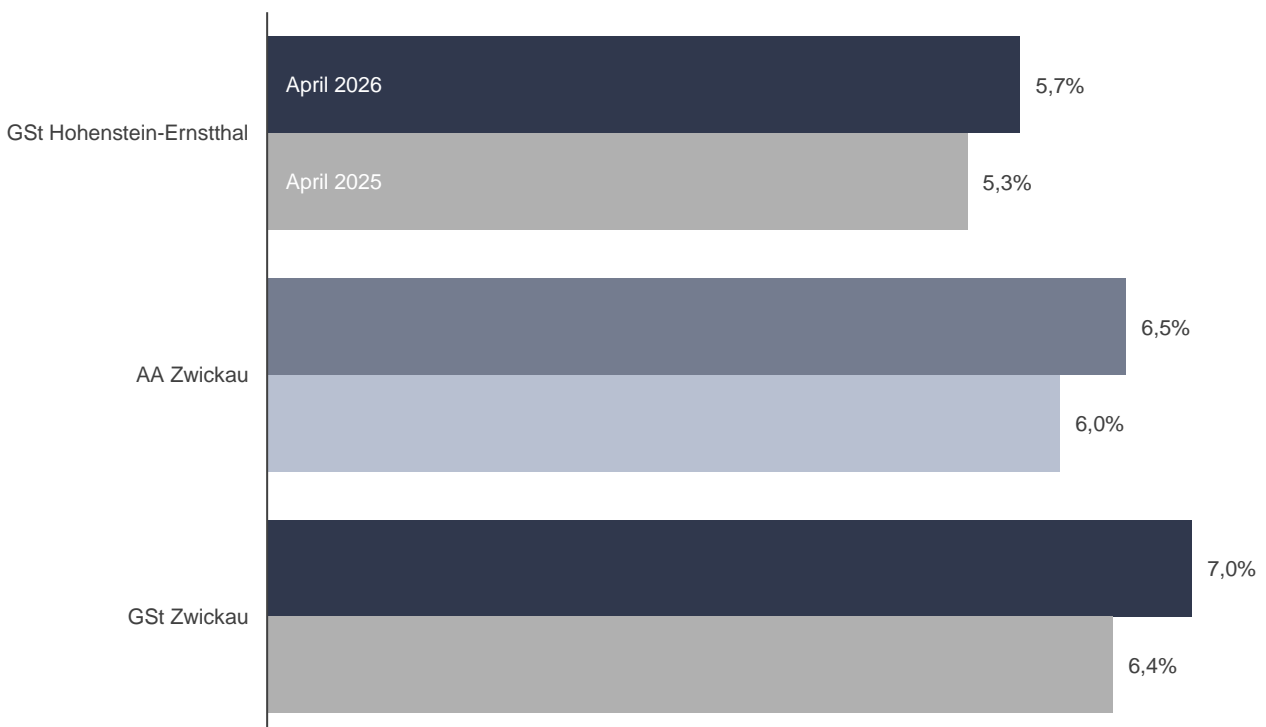 April 2026
5,7%
GSt Hohenstein-Ernstthal
April 2025
5,3%
6,5%
AA Zwickau
6,0%
7,0%
GSt Zwickau
6,4%